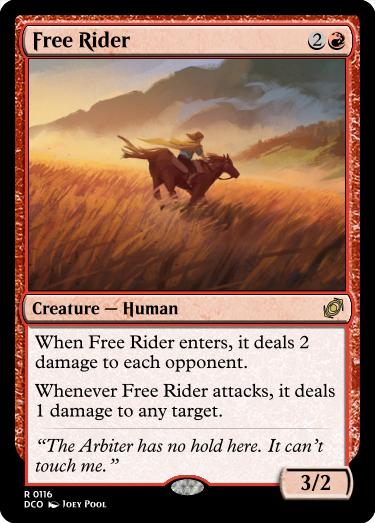 Free Rider 2
Creature — Human
When Free Rider enters, it deals 2
damage to each opponent.
Whenever Free Rider attacks, it deals
1 damage to any target.
“The Arbiter has no hold here. It can’t
touch me.”
3/2
R 0116
DCO Joey Pool